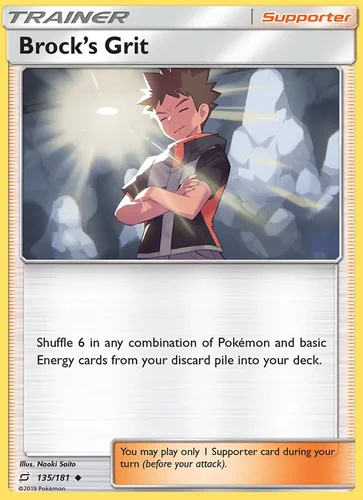 TRAINER Supporter
Brock's Grit
Shuffle 6 in any combination of Pokémon and basic
Energy cards from your discard pile into your deck.
Illus. Naoki Saito
135/181
©2019 Pokémon
You may play only 1 Supporter card during your
turn (before your attack).